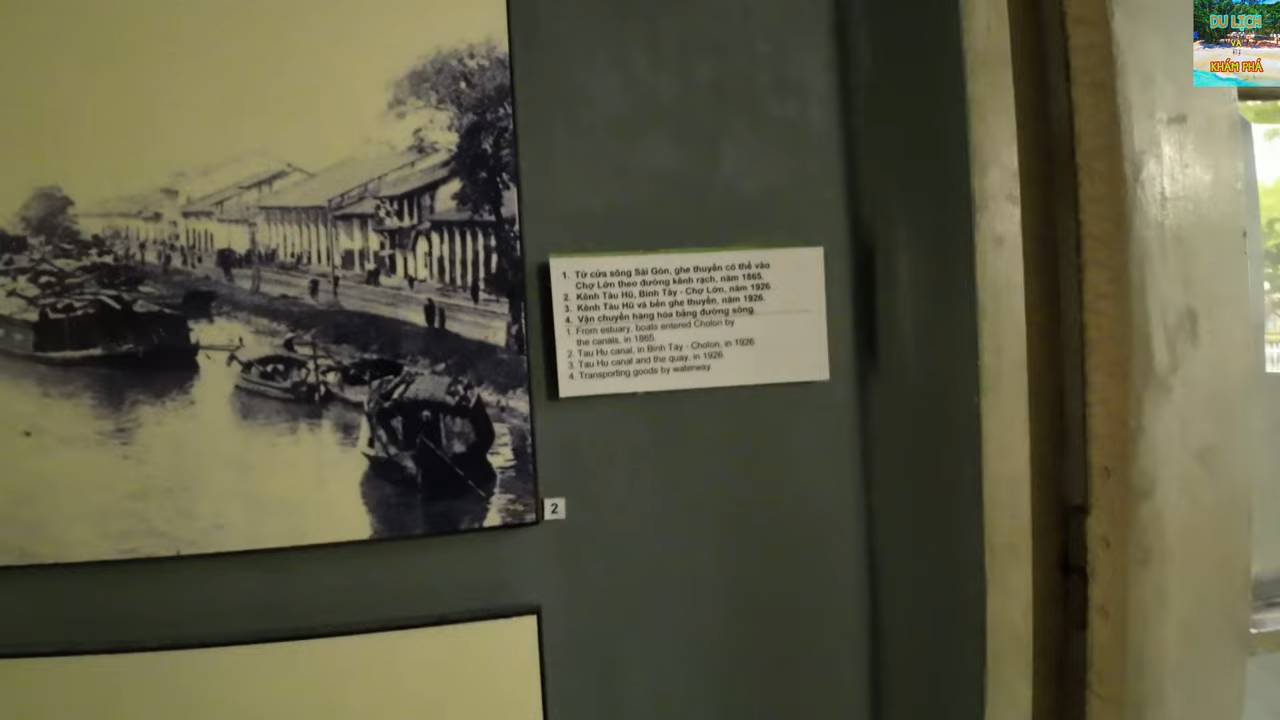 DU LỊCH
VÀ
KHÁM PHÁ
1. Từ cửa sông Sài Gòn, ghe thuyền có thể vào
Chợ Lớn theo đường kênh rạch, năm 1865.
2. Kênh Tàu Hủ, Bình Tây - Chợ Lớn, năm 1926
3. Kênh Tàu Hủ và bến ghe thuyền, năm 1926.
4. Vận chuyển hàng hóa bằng đường sông
1. From estuary, boats entered Cholon by
the canals, in 1865.
2. Tau Hu canal, in Binh Tay - Cholon, in 1926
3. Tau Hu canal and the quay, in 1926.
4. Transporting goods by waterway.
2